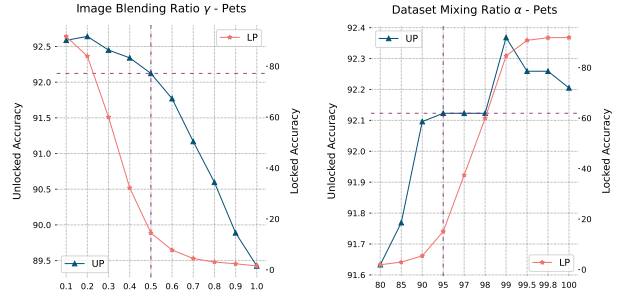 Image Blending Ratio γ - Pets
Unlocked Accuracy
92.5
92.0
91.5
91.0
90.5
90.0
89.5
80
60
40
20
0
Locked Accuracy
LP
UP
0.1 0.2 0.3 0.4 0.5 0.6 0.7 0.8 0.9 1.0
Dataset Mixing Ratio α - Pets
Unlocked Accuracy
92.4
92.3
92.2
92.1
92.0
91.9
91.8
91.7
91.6
80
60
40
20
0
Locked Accuracy
UP
LP
80 85 90 95 97 98 99 99.5 99.8 100